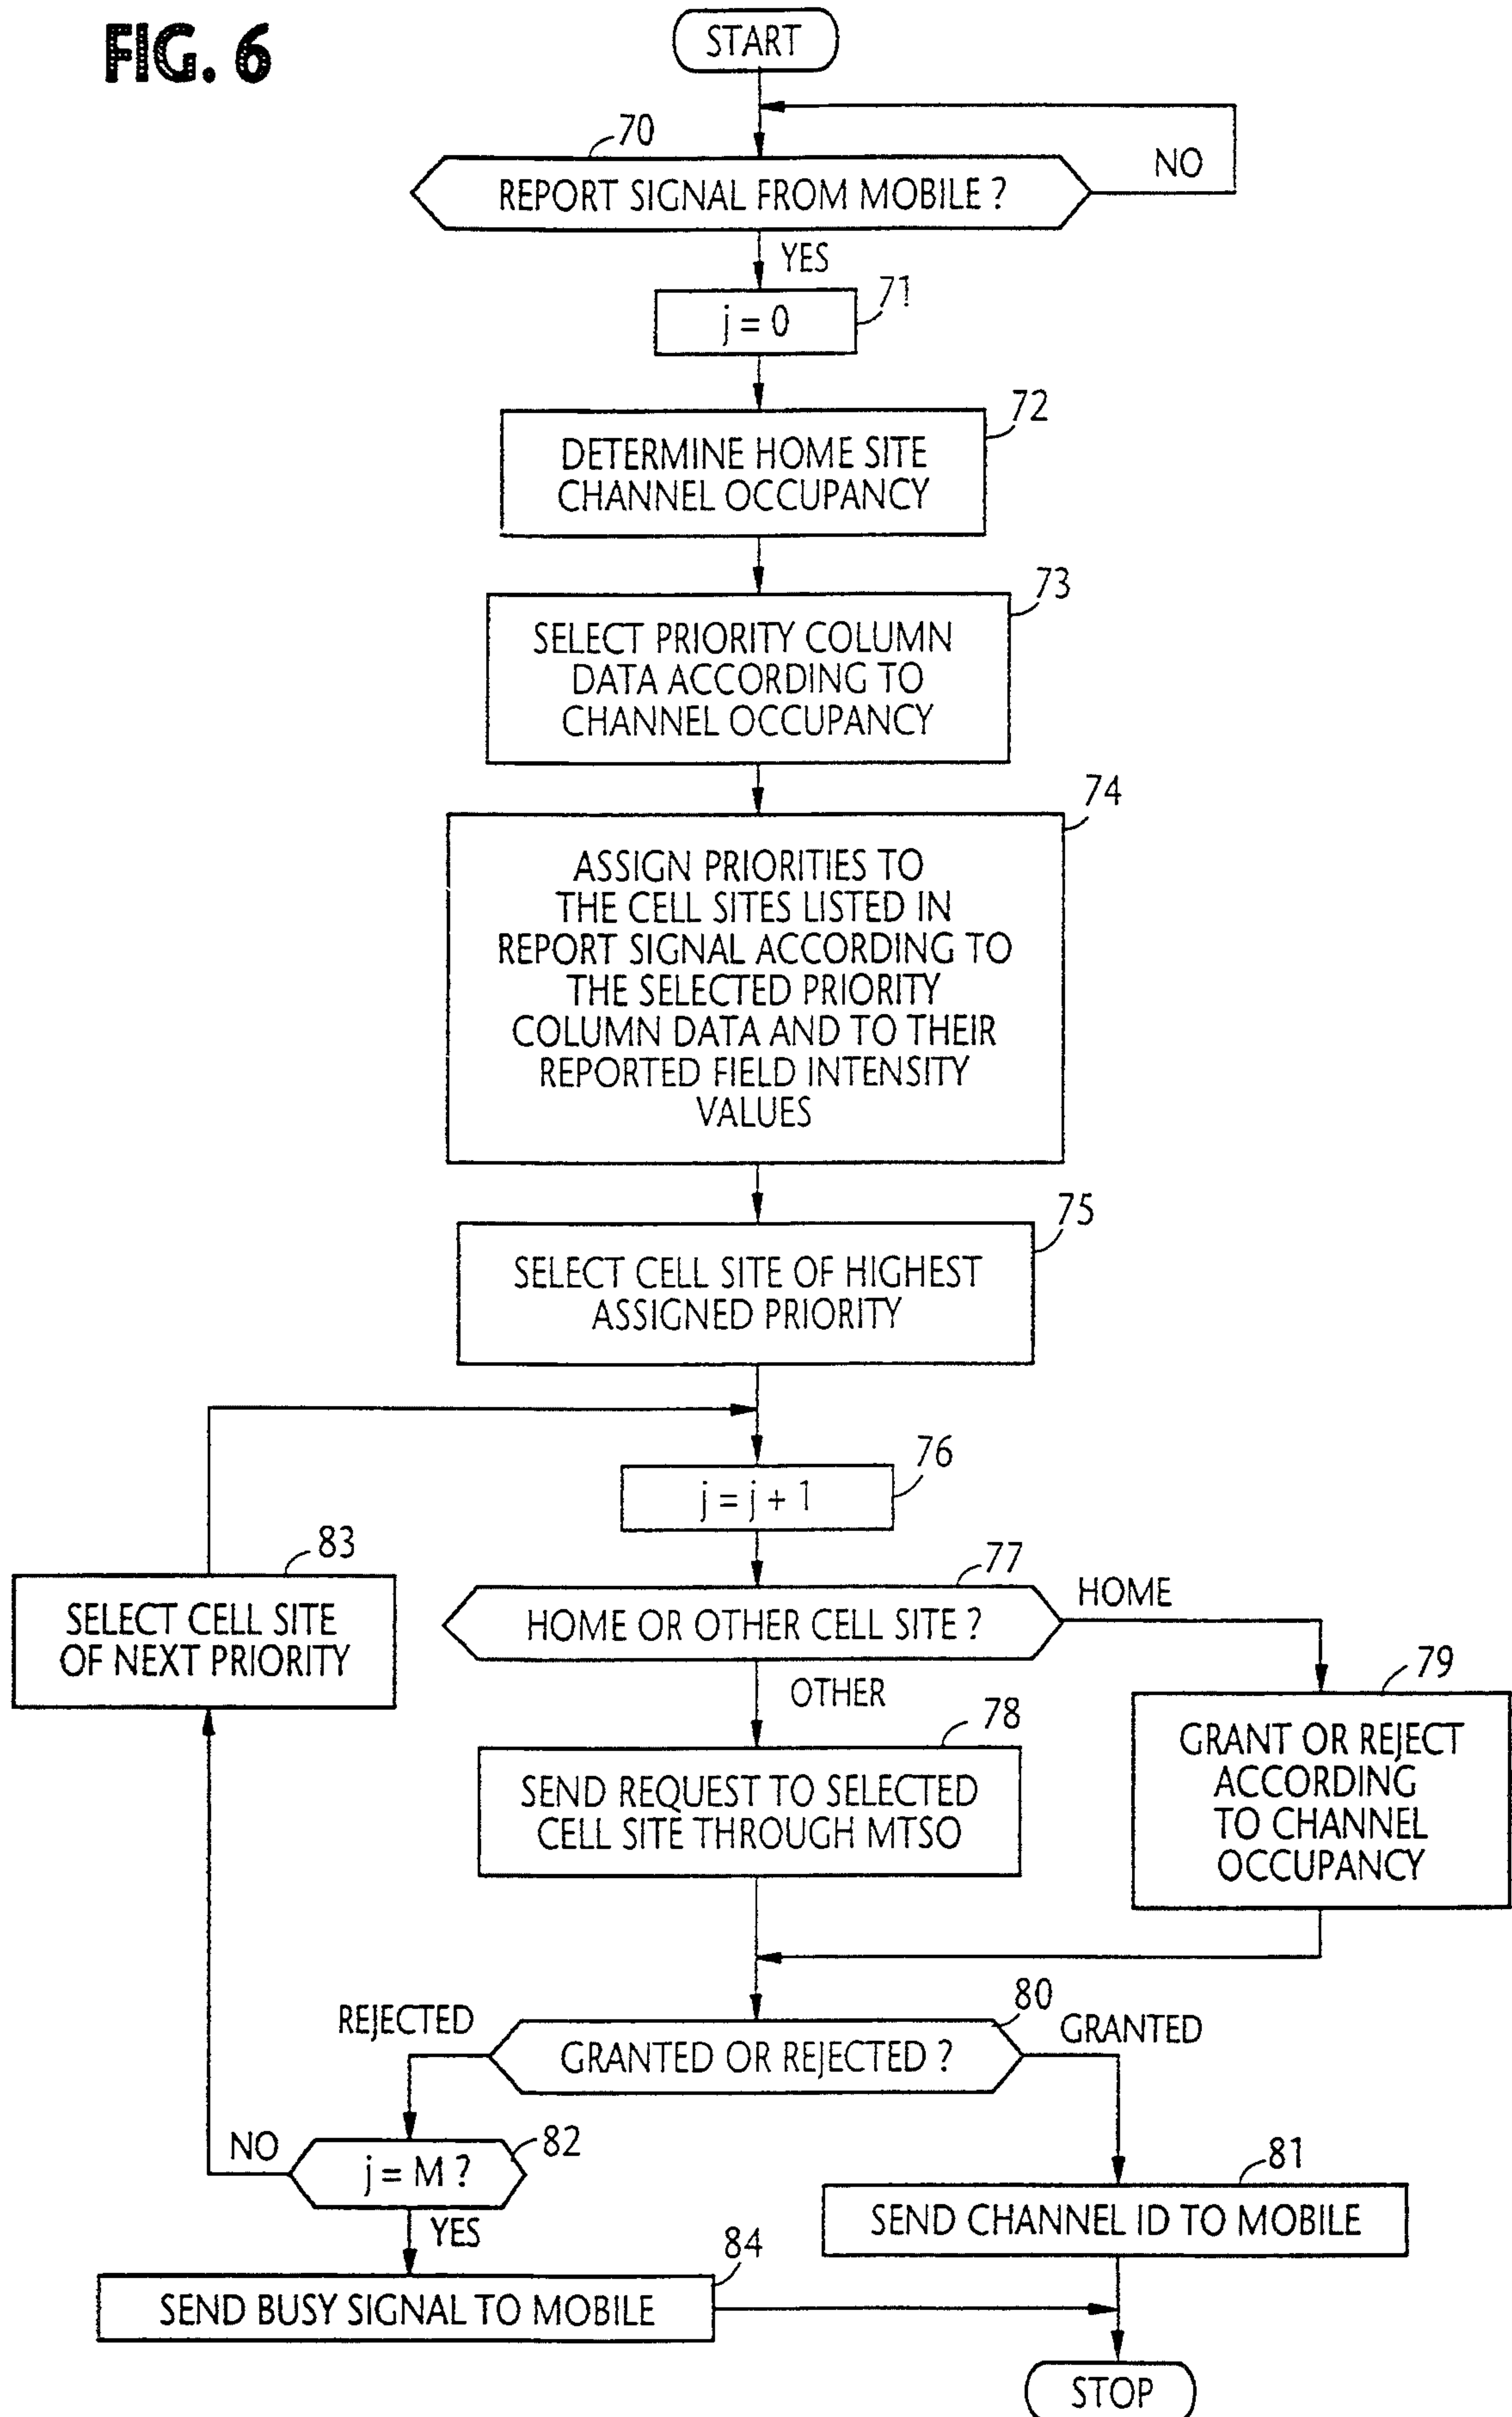 FIG. 6
START
70
NO
REPORT SIGNAL FROM MOBILE ?
YES
71
j = 0
72
DETERMINE HOME SITE
CHANNEL OCCUPANCY
73
SELECT PRIORITY COLUMN
DATA ACCORDING TO
CHANNEL OCCUPANCY
74
ASSIGN PRIORITIES TO
THE CELL SITES LISTED IN
REPORT SIGNAL ACCORDING TO
THE SELECTED PRIORITY
COLUMN DATA AND TO THEIR
REPORTED FIELD INTENSITY
VALUES
75
SELECT CELL SITE OF HIGHEST
ASSIGNED PRIORITY
76
j = j + 1
83
SELECT CELL SITE
OF NEXT PRIORITY
77
HOME OR OTHER CELL SITE ?
HOME
OTHER
78
SEND REQUEST TO SELECTED
CELL SITE THROUGH MTSO
79
GRANT OR REJECT
ACCORDING
TO CHANNEL
OCCUPANCY
80
REJECTED
GRANTED OR REJECTED ?
GRANTED
NO
82
j = M ?
YES
81
SEND CHANNEL ID TO MOBILE
84
SEND BUSY SIGNAL TO MOBILE
STOP